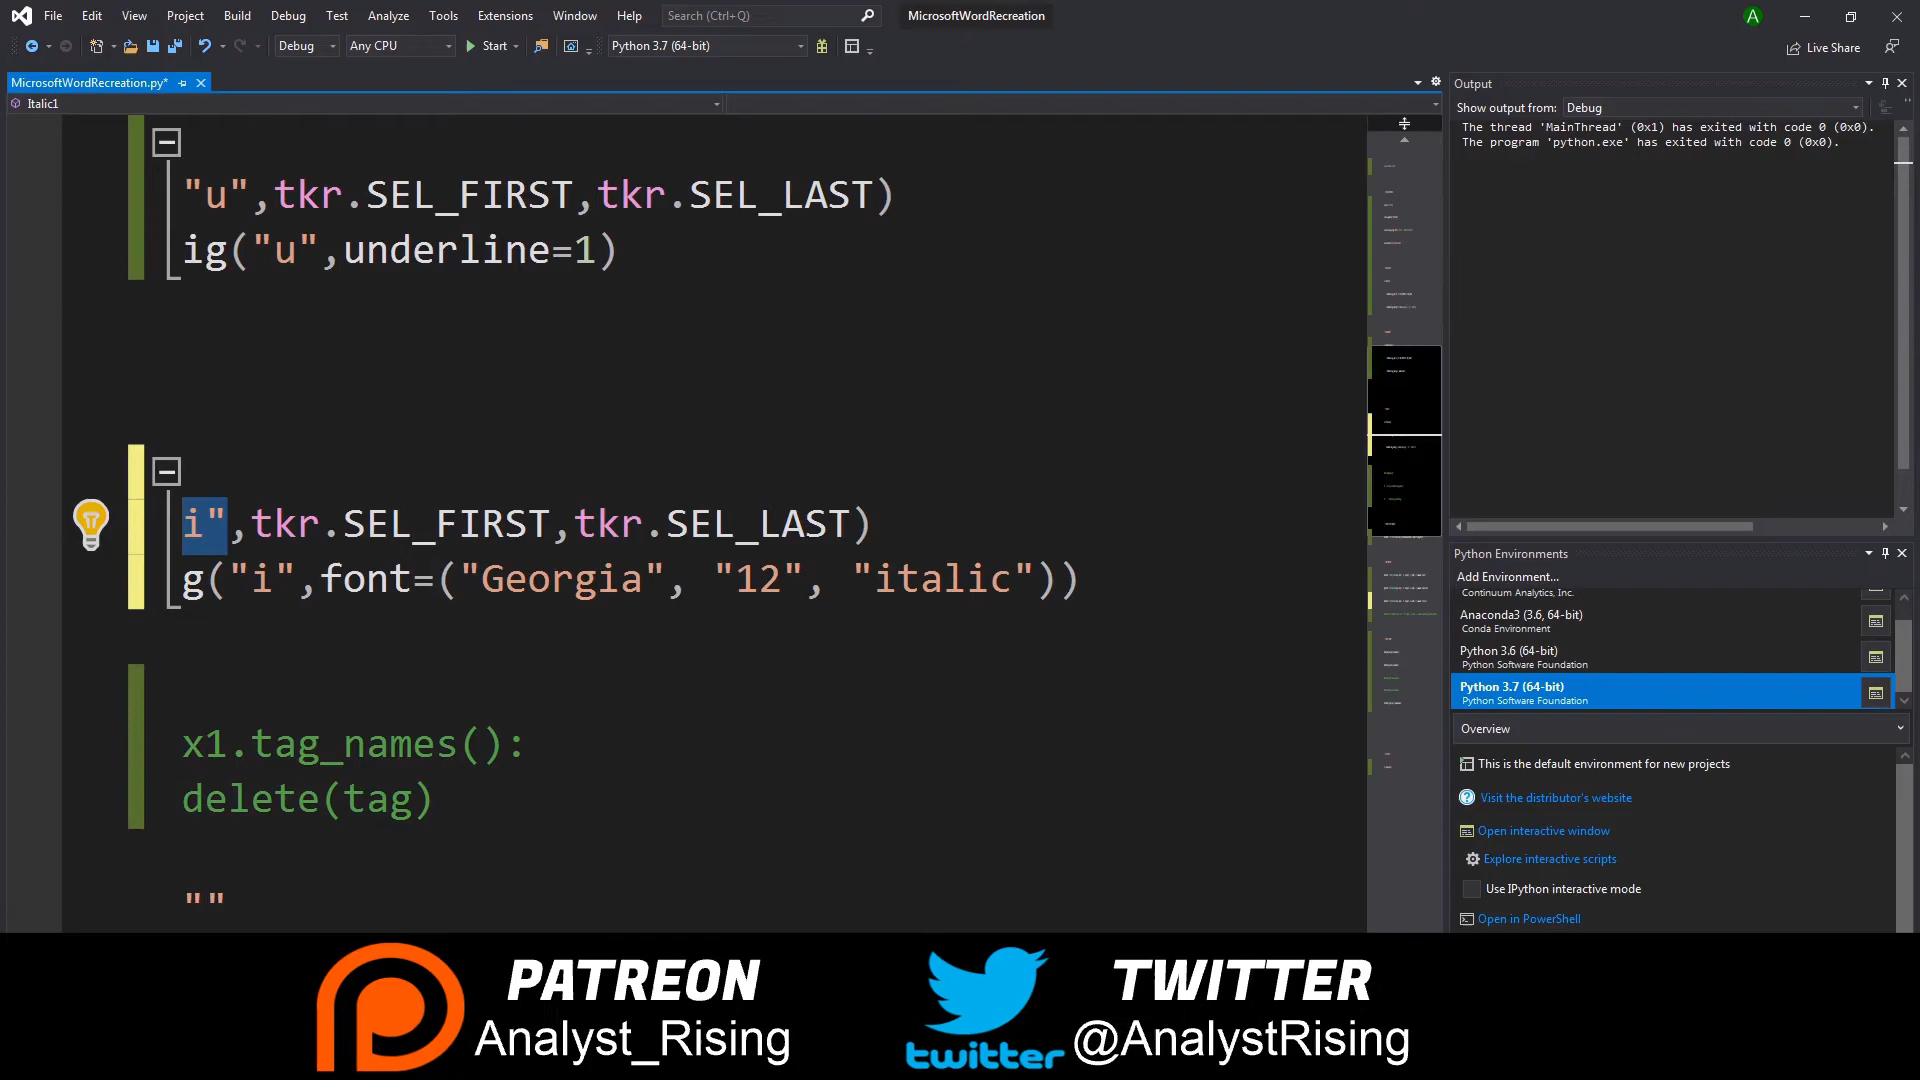 File Edit View Project Build Debug Test Analyze Tools Extensions Window Help Search (Ctrl+Q) MicrosoftWordRecreation A
Debug Any CPU Start Python 3.7 (64-bit) Live Share
MicrosoftWordRecreation.py*
Italic1
"u",tkr.SEL_FIRST,tkr.SEL_LAST)
ig("u",underline=1)
i",tkr.SEL_FIRST,tkr.SEL_LAST)
g("i",font=("Georgia", "12", "italic"))
x1.tag_names():
delete(tag)
""
Output
Show output from: Debug
The thread 'MainThread' (0x1) has exited with code 0 (0x0).
The program 'python.exe' has exited with code 0 (0x0).
Python Environments
Add Environment...
Continuum Analytics, Inc.
Anaconda3 (3.6, 64-bit)
Conda Environment
Python 3.6 (64-bit)
Python Software Foundation
Python 3.7 (64-bit)
Python Software Foundation
Overview
This is the default environment for new projects
Visit the distributor's website
Open interactive window
Explore interactive scripts
Use IPython interactive mode
Open in PowerShell
PATREON
Analyst_Rising
twitter
TWITTER
@AnalystRising